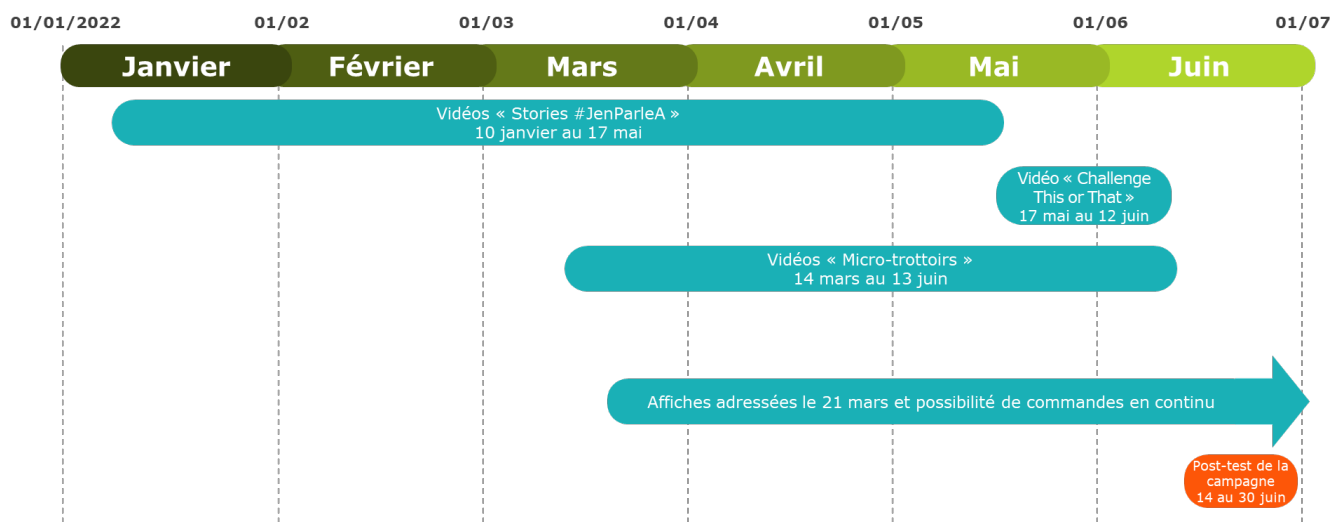 01/01/2022 01/02 01/03 01/04 01/05 01/06 01/07
Janvier Février Mars Avril Mai Juin
Vidéos « Stories #JenParleA »
10 janvier au 17 mai
Vidéo « Challenge
This or That »
17 mai au 12 juin
Vidéos « Micro-trottoirs »
14 mars au 13 juin
Affiches adressées le 21 mars et possibilité de commandes en continu
Post-test de la
campagne
14 au 30 juin